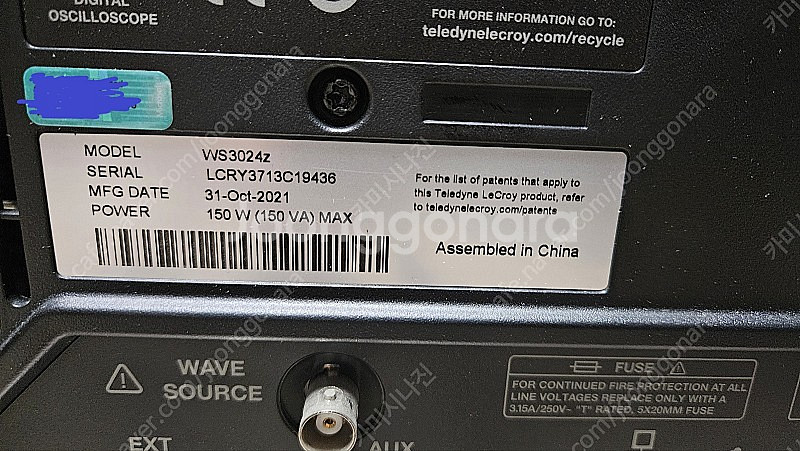 DIGITAL
OSCILLOSCOPE
FOR MORE INFORMATION GO TO:
teledynelecroy.com/recycle
MODEL WS3024z
SERIAL LCRY3713C19436
MFG DATE 31-Oct-2021
POWER 150 W (150 VA) MAX
For the list of patents that apply to
this Teledyne LeCroy product, refer
to teledynelecroy.com/patents
Assembled in China
joonggonara
WAVE
SOURCE
EXT
AUX
FUSE
FOR CONTINUED FIRE PROTECTION AT ALL
LINE VOLTAGES REPLACE ONLY WITH A
3.15A/250V~ "T" RATED, 5X20MM FUSE